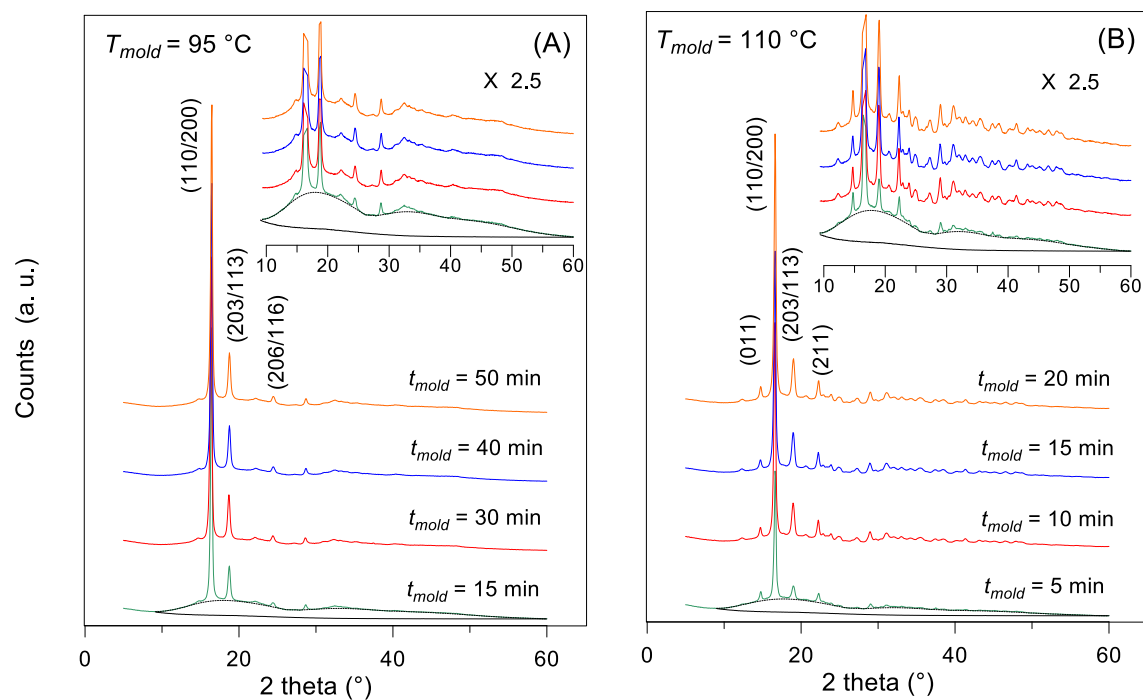 T_mold = 95 °C
(A)
X 2.5
(110/200)
(203/113)
(206/116)
10 20 30 40 50 60
t_mold = 50 min
t_mold = 40 min
t_mold = 30 min
t_mold = 15 min
0 20 40 60
2 theta (°)
Counts (a. u.)
T_mold = 110 °C
(B)
X 2.5
(110/200)
(011)
(203/113)
(211)
10 20 30 40 50 60
t_mold = 20 min
t_mold = 15 min
t_mold = 10 min
t_mold = 5 min
0 20 40 60
2 theta (°)